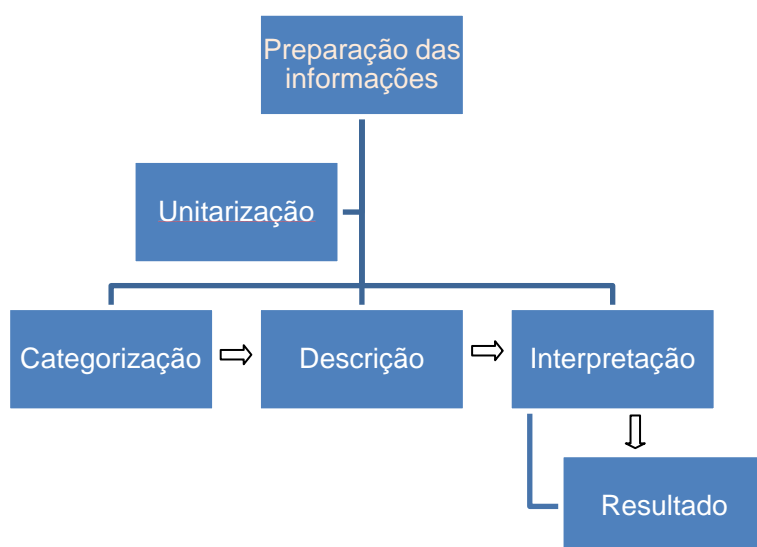 Preparação das
informações
Unitarização
Categorização
Descrição
Interpretação
Resultado